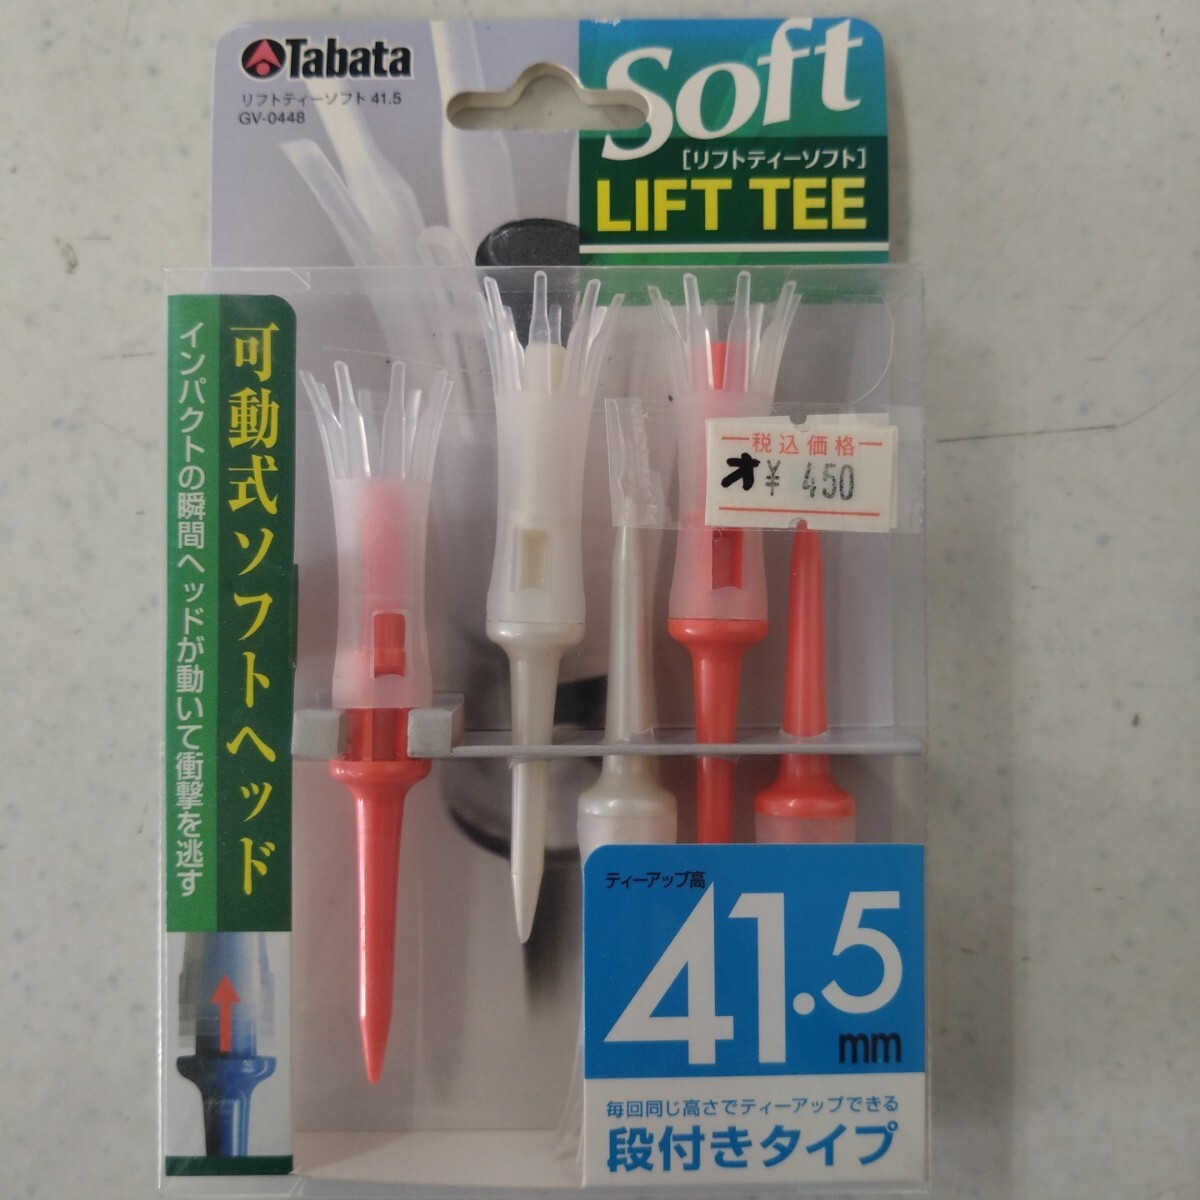 Tabata
リフトティーソフト 41.5
GV-0448
Soft
[リフトティーソフト]
LIFT TEE
可動式ソフトヘッド
インパクトの瞬間ヘッドが動いて衝撃を逃す
税込価格
オ¥ 450
ティーアップ高
41.5
mm
毎回同じ高さでティーアップできる
段付きタイプ